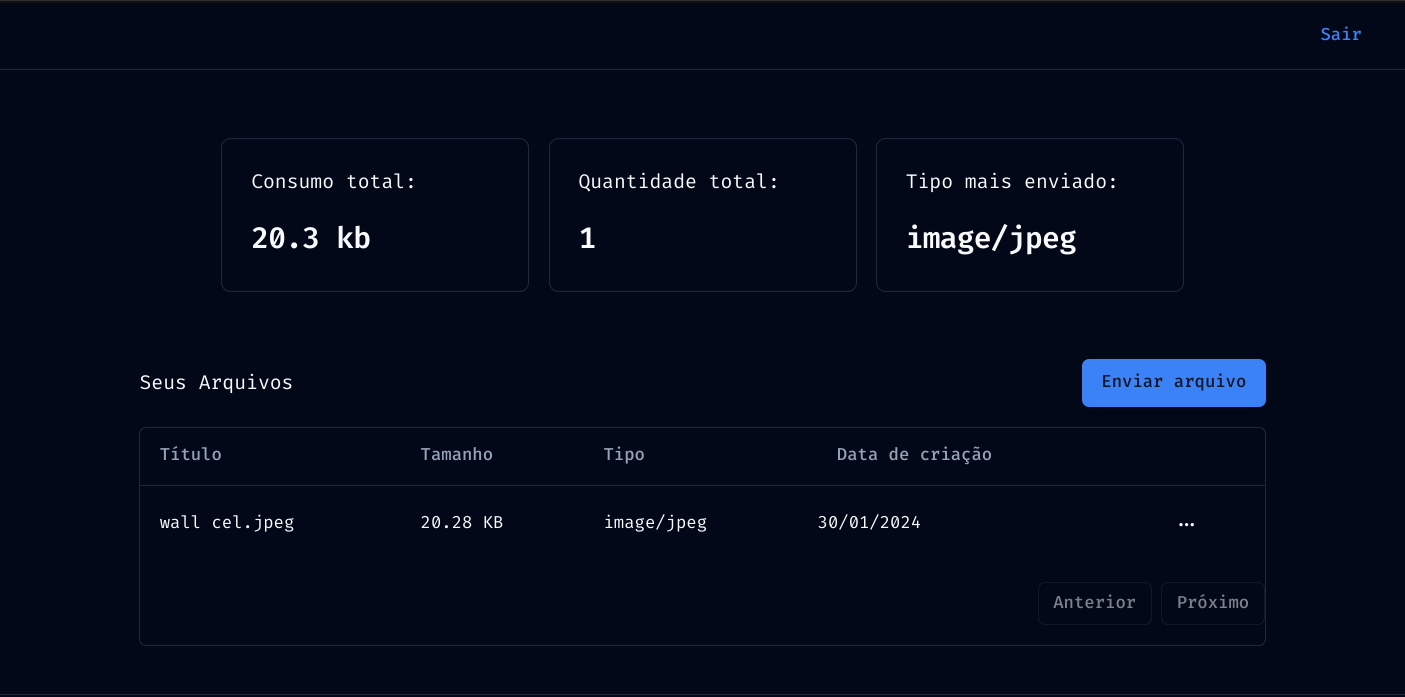 Sair
Consumo total:
Quantidade total:
Tipo mais enviado:
20.3 kb
1
image/jpeg
Seus Arquivos
Enviar arquivo
Título Tamanho Tipo Data de criação
wall cel.jpeg 20.28 KB image/jpeg 30/01/2024 ...
Anterior Próximo